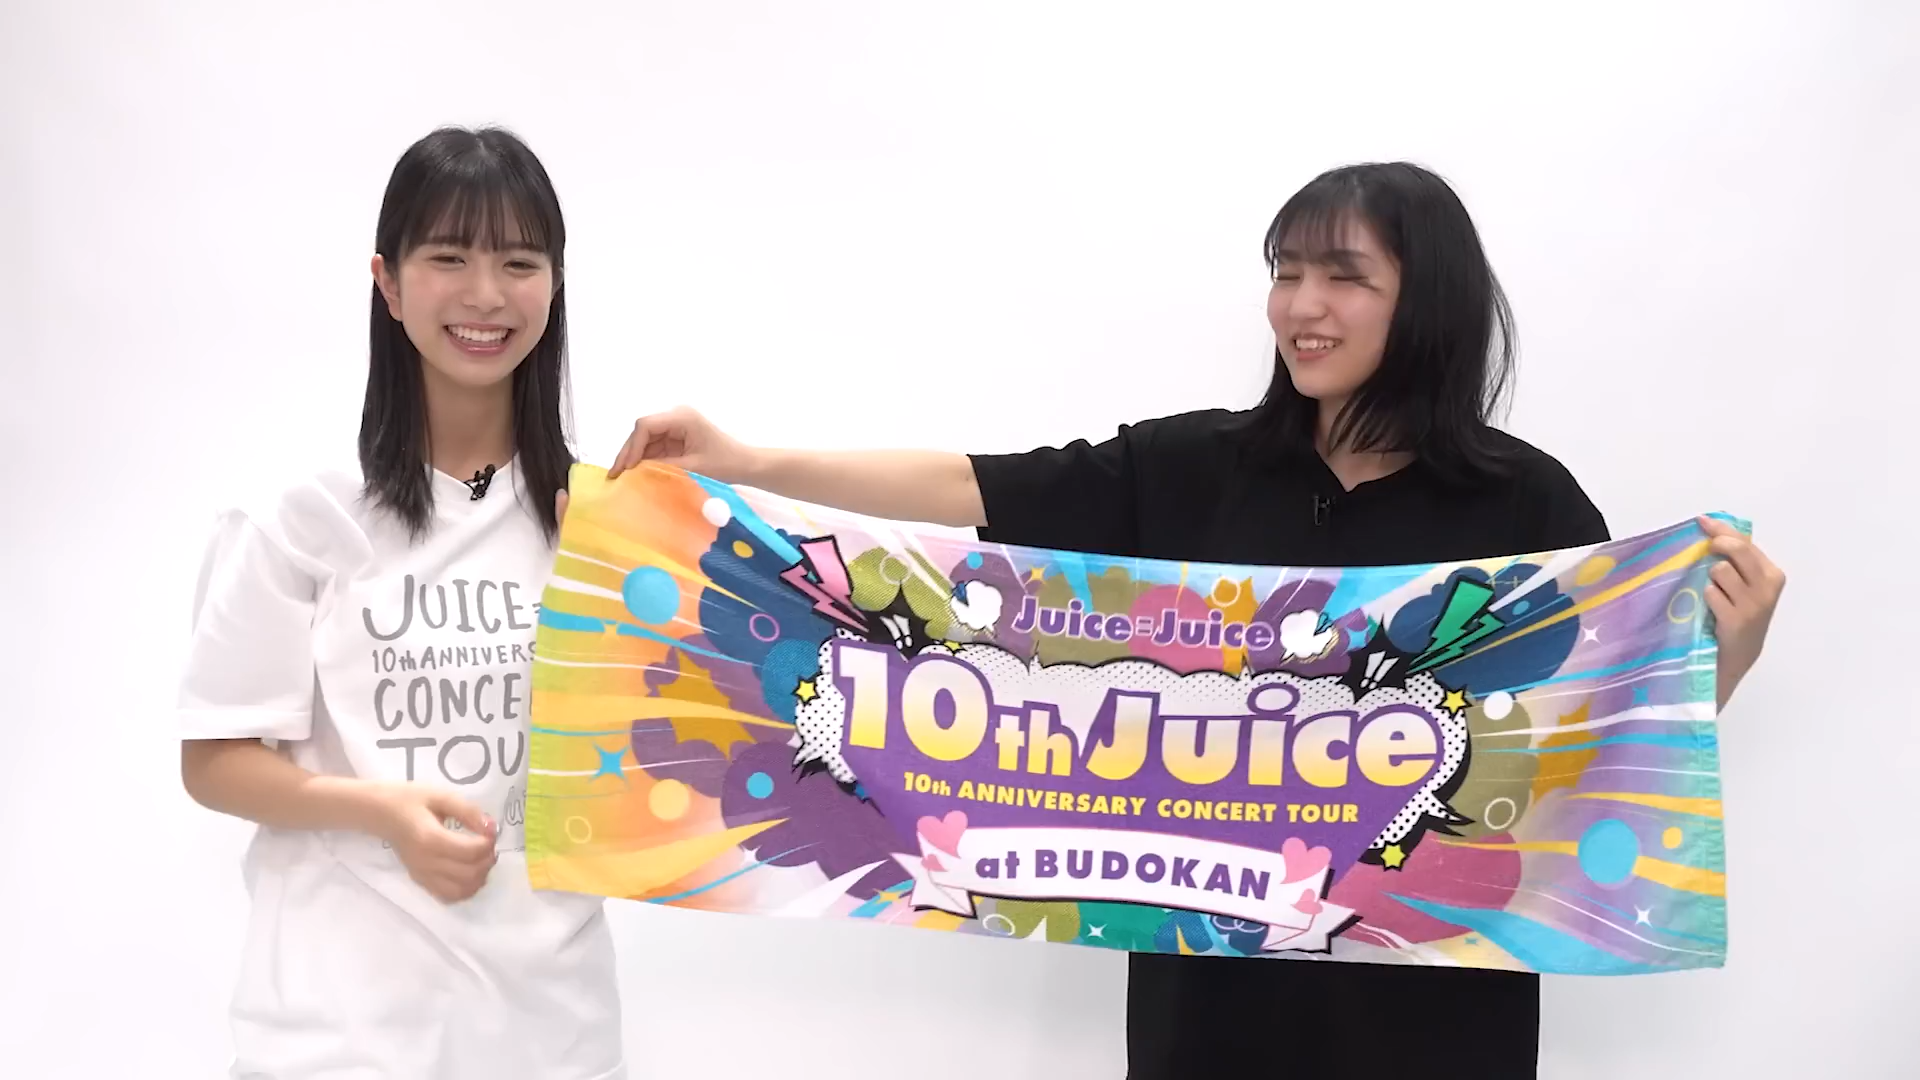 JUICE=
10th ANNIVERS
CONCE
TOU
Juice=Juice
10th Juice
10th ANNIVERSARY CONCERT TOUR
at BUDOKAN